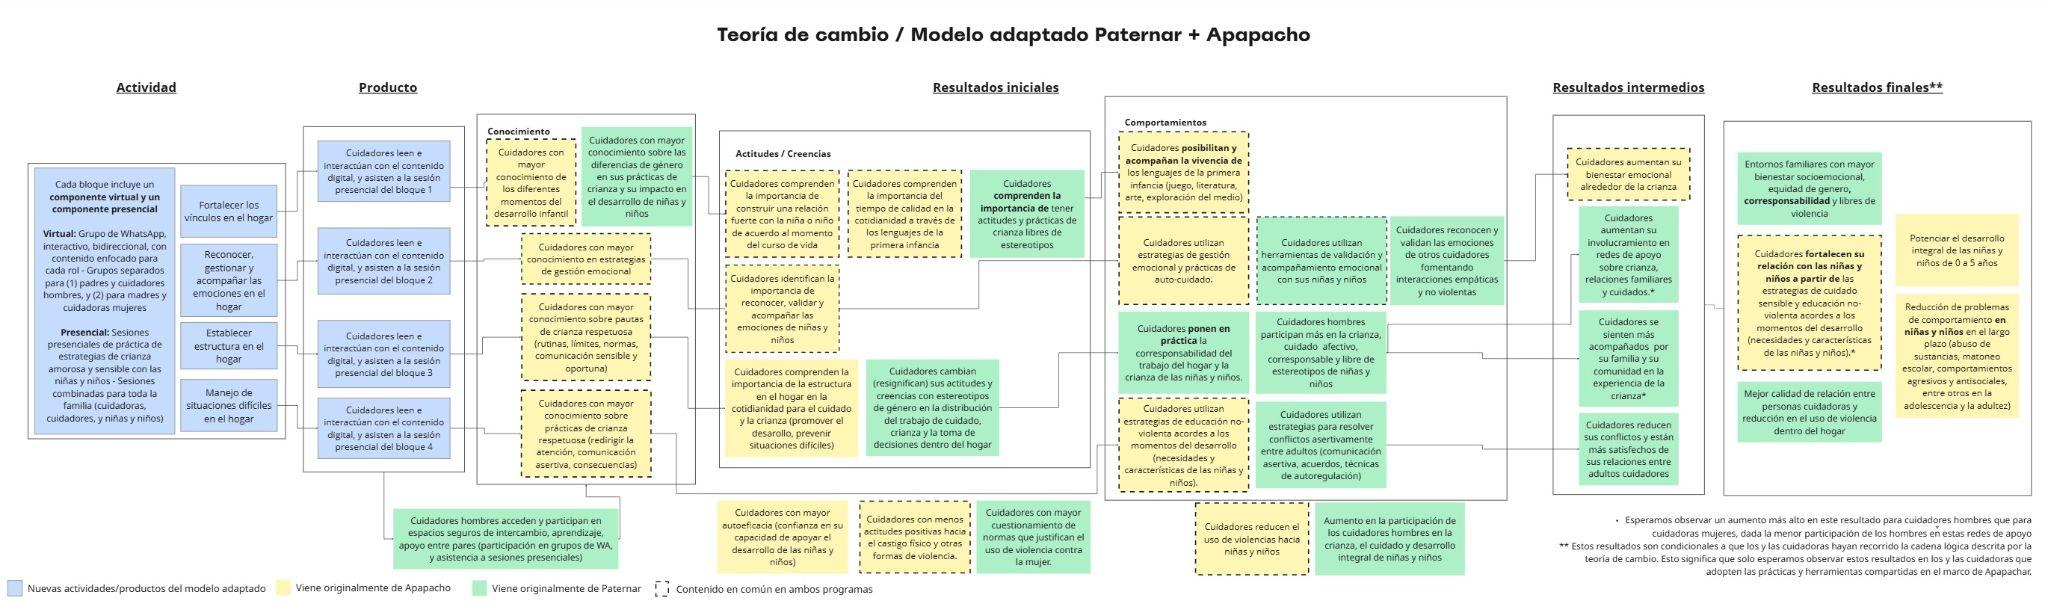 Teoría de cambio / Modelo adaptado Paternar + Apapacho
Actividad
Producto
Resultados iniciales
Resultados intermedios
Resultados finales**
Cada bloque incluye un
componente virtual y un
componente presencial
Virtual: Grupo de WhatsApp,
interactivo, bidireccional, con
contenido enfocado para
cada rol - Grupos separados
para (1) padres y cuidadores
hombres, y (2) para madres y
cuidadoras mujeres
Presencial: Sesiones
presenciales de práctica de
estrategias de crianza
amorosa y sensible con las
niñas y niños - Sesiones
combinadas para toda la
familia (cuidadoras,
cuidadores, y niñas y niños)
Fortalecer los
vínculos en el hogar
Reconocer,
gestionar y
acompañar las
emociones en el
hogar
Establecer
estructura en el
hogar
Manejo de
situaciones difíciles
en el hogar
Cuidadores leen e
interactúan con el contenido
digital, y asisten a la sesión
presencial del bloque 1
Cuidadores leen e
interactúan con el contenido
digital, y asisten a la sesión
presencial del bloque 2
Cuidadores leen e
interactúan con el contenido
digital, y asisten a la sesión
presencial del bloque 3
Cuidadores leen e
interactúan con el contenido
digital, y asisten a la sesión
presencial del bloque 4
Cuidadores hombres acceden y participan en
espacios seguros de intercambio, aprendizaje,
apoyo entre pares (participación en grupos de WA,
y asistencia a sesiones presenciales)
Conocimiento
Cuidadores con
mayor
conocimiento de
los diferentes
momentos del
desarrollo infantil
Cuidadores con mayor
conocimiento sobre las
diferencias de género
en sus prácticas de
crianza y su impacto en
el desarrollo de niñas y
niños
Cuidadores con mayor
conocimiento en estrategias
de gestión emocional
Cuidadores con mayor
conocimiento sobre pautas
de crianza respetuosa
(rutinas, límites, normas,
comunicación sensible y
oportuna)
Cuidadores con mayor
conocimiento sobre
prácticas de crianza
respetuosa (redirigir la
atención, comunicación
asertiva, consecuencias)
Actitudes / Creencias
Cuidadores comprenden
la importancia de
construir una relación
fuerte con la niña o niño
de acuerdo al momento
del curso de vida
Cuidadores comprenden
la importancia del
tiempo de calidad en la
cotidianidad a través de
los lenguajes de la
primera infancia
Cuidadores
comprenden la
importancia de tener
actitudes y prácticas de
crianza libres de
estereotipos
Cuidadores identifican la
importancia de
reconocer, validar y
acompañar las
emociones de niñas y
niños
Cuidadores comprenden la
importancia de la estructura
en el hogar en la
cotidianidad para el cuidado
y la crianza (promover el
desarollo, prevenir
situaciones difíciles)
Cuidadores cambian
(resignifican) sus actitudes y
creencias con estereotipos
de género en la distribución
del trabajo de cuidado,
crianza y la toma de
decisiones dentro del hogar
Cuidadores con mayor
autoeficacia (confianza en su
capacidad de apoyar el
desarrollo de las niñas y
niños)
Cuidadores con menos
actitudes positivas hacia
el castigo físico y otras
formas de violencia.
Cuidadores con mayor
cuestionamiento de
normas que justifican el
uso de violencia contra
la mujer.
Comportamientos
Cuidadores posibilitan y
acompañan la vivencia de
los lenguajes de la primera
infancia (juego, literatura,
arte, exploración del medio)
Cuidadores utilizan
estrategias de gestión
emocional y prácticas de
auto-cuidado.
Cuidadores utilizan
herramientas de validación y
acompañamiento emocional
con sus niñas y niños
Cuidadores reconocen y
validan las emociones
de otros cuidadores
fomentando
interacciones empáticas
y no violentas
Cuidadores ponen en
práctica la
corresponsabilidad del
trabajo del hogar y la
crianza de las niñas y niños.
Cuidadores hombres
participan más en la crianza,
cuidado afectivo,
corresponsable y libre de
estereotipos de niñas y
niños
Cuidadores utilizan
estrategias de educación no-
violenta acordes a los
momentos del desarrollo
(necesidades y
características de las niñas y
niños).
Cuidadores utilizan
estrategias para resolver
conflictos asertivamente
entre adultos (comunicación
asertiva, acuerdos, técnicas
de autoregulación)
Cuidadores reducen el
uso de violencias hacia
niñas y niños
Aumento en la participación de
los cuidadores hombres en la
crianza, el cuidado y desarrollo
integral de niñas y niños
Cuidadores aumentan su
bienestar emocional
alrededor de la crianza
Cuidadores
aumentan su
involucramiento en
redes de apoyo
sobre crianza,
relaciones familiares
y cuidados.*
Cuidadores se
sienten más
acompañados por
su familia y su
comunidad en la
experiencia de la
crianza*
Cuidadores reducen
sus conflictos y están
más satisfechos de
sus relaciones entre
adultos cuidadores
Entornos familiares con mayor
bienestar socioemocional,
equidad de genero,
corresponsabilidad y libres de
violencia
Cuidadores fortalecen su
relación con las niñas y
niños a partir de las
estrategias de cuidado
sensible y educación no-
violenta acordes a los
momentos del desarrollo
(necesidades y características
de las niñas y niños).*
Mejor calidad de relación entre
personas cuidadoras y
reducción en el uso de violencia
dentro del hogar
Potenciar el desarrollo
integral de las niñas y
niños de 0 a 5 años
Reducción de problemas
de comportamiento en
niñas y niños en el largo
plazo (abuso de
sustancias, matoneo
escolar, comportamientos
agresivos y antisociales,
entre otros en la
adolescencia y la adultez)
• Esperamos observar un aumento más alto en este resultado para cuidadores hombres que para
cuidadoras mujeres, dada la menor participación de los hombres en estas redes de apoyo
** Estos resultados son condicionales a que los y las cuidadoras hayan recorrido la cadena lógica descrita por la
teoría de cambio. Esto significa que solo esperamos observar estos resultados en los y las cuidadoras que
adopten las prácticas y herramientas compartidas en el marco de Apapachar.
Nuevas actividades/productos del modelo adaptado
Viene originalmente de Apapacho
Viene originalmente de Paternar
Contenido en común en ambos programas